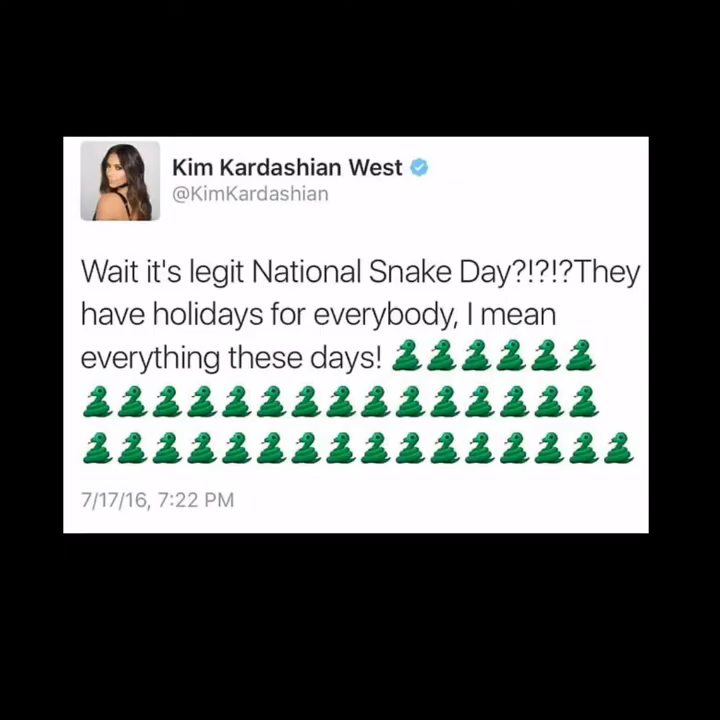 Kim Kardashian West
@KimKardashian
Wait it's legit National Snake Day?!?!?They
have holidays for everybody, I mean
everything these days! 🐍🐍🐍🐍🐍🐍
🐍🐍🐍🐍🐍🐍🐍🐍🐍🐍🐍🐍🐍🐍🐍
🐍🐍🐍🐍🐍🐍🐍🐍🐍🐍🐍🐍🐍🐍🐍🐍
7/17/16, 7:22 PM